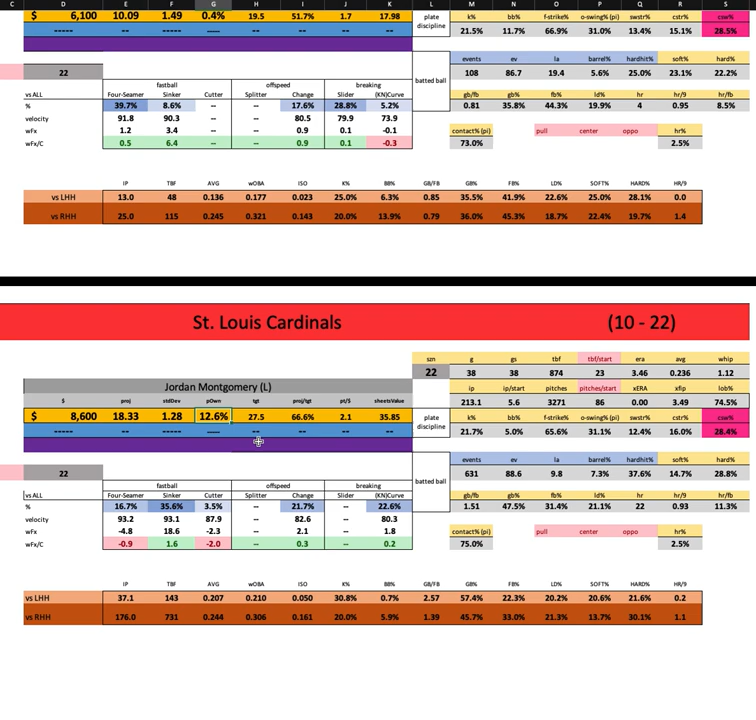 C D E F G H I J K L M N O P Q R S
$ 6,100 10.09 1.49 0.4% 19.5 51.7% 1.7 17.98
plate discipline
k% bb% f-strike% o-swing% (pi) swstr% cstr% csw%
21.5% 11.7% 66.9% 31.0% 13.4% 15.1% 28.5%
----- -- ----- -- -- -- -- --
batted ball
events ev la barrel% hardhit% soft% hard%
108 86.7 19.4 5.6% 25.0% 23.1% 22.2%
22
fastball offspeed breaking
vs ALL Four-Seamer Sinker Cutter Splitter Change Slider (KN)Curve
gb/fb gb% fb% ld% hr hr/9 hr/fb
% 39.7% 8.6% -- -- 17.6% 28.8% 5.2%
0.81 35.8% 44.3% 19.9% 4 0.95 8.5%
velocity 91.8 90.3 -- -- 80.5 79.9 73.9
wFx 1.2 3.4 -- -- 0.9 0.1 -0.1
contact% (pi) pull center oppo hr%
wFx/C 0.5 6.4 -- -- 0.9 0.1 -0.3
73.0% 2.5%
IP TBF AVG wOBA ISO K% BB% GB/FB GB% FB% LD% SOFT% HARD% HR/9
vs LHH 13.0 48 0.136 0.177 0.023 25.0% 6.3% 0.85 35.5% 41.9% 22.6% 25.0% 28.1% 0.0
vs RHH 25.0 115 0.245 0.321 0.143 20.0% 13.9% 0.79 36.0% 45.3% 18.7% 22.4% 19.7% 1.4
St. Louis Cardinals (10 - 22)
szn g gs tbf tbf/start era avg whip
22 38 38 874 23 3.46 0.236 1.12
Jordan Montgomery (L)
ip ip/start pitches pitches/start xERA xfip lob%
$ proj stdDev pOwn tgt proj/tgt pt/$ sheetsValue
213.1 5.6 3271 86 0.00 3.49 74.5%
$ 8,600 18.33 1.28 12.6% 27.5 66.6% 2.1 35.85
plate discipline
k% bb% f-strike% o-swing% (pi) swstr% cstr% csw%
21.7% 5.0% 65.6% 31.1% 12.4% 16.0% 28.4%
----- -- ----- -- -- -- -- --
batted ball
events ev la barrel% hardhit% soft% hard%
631 88.6 9.8 7.3% 37.6% 14.7% 28.8%
22
fastball offspeed breaking
vs ALL Four-Seamer Sinker Cutter Splitter Change Slider (KN)Curve
gb/fb gb% fb% ld% hr hr/9 hr/fb
% 16.7% 35.6% 3.5% -- 21.7% -- 22.6%
1.51 47.5% 31.4% 21.1% 22 0.93 11.3%
velocity 93.2 93.1 87.9 -- 82.6 -- 80.3
wFx -4.8 18.6 -2.3 -- 2.1 -- 1.8
contact% (pi) pull center oppo hr%
wFx/C -0.9 1.6 -2.0 -- 0.3 -- 0.2
75.0% 2.5%
IP TBF AVG wOBA ISO K% BB% GB/FB GB% FB% LD% SOFT% HARD% HR/9
vs LHH 37.1 143 0.207 0.210 0.050 30.8% 0.7% 2.57 57.4% 22.3% 20.2% 20.6% 21.6% 0.2
vs RHH 176.0 731 0.244 0.306 0.161 20.0% 5.9% 1.39 45.7% 33.0% 21.3% 13.7% 30.1% 1.1